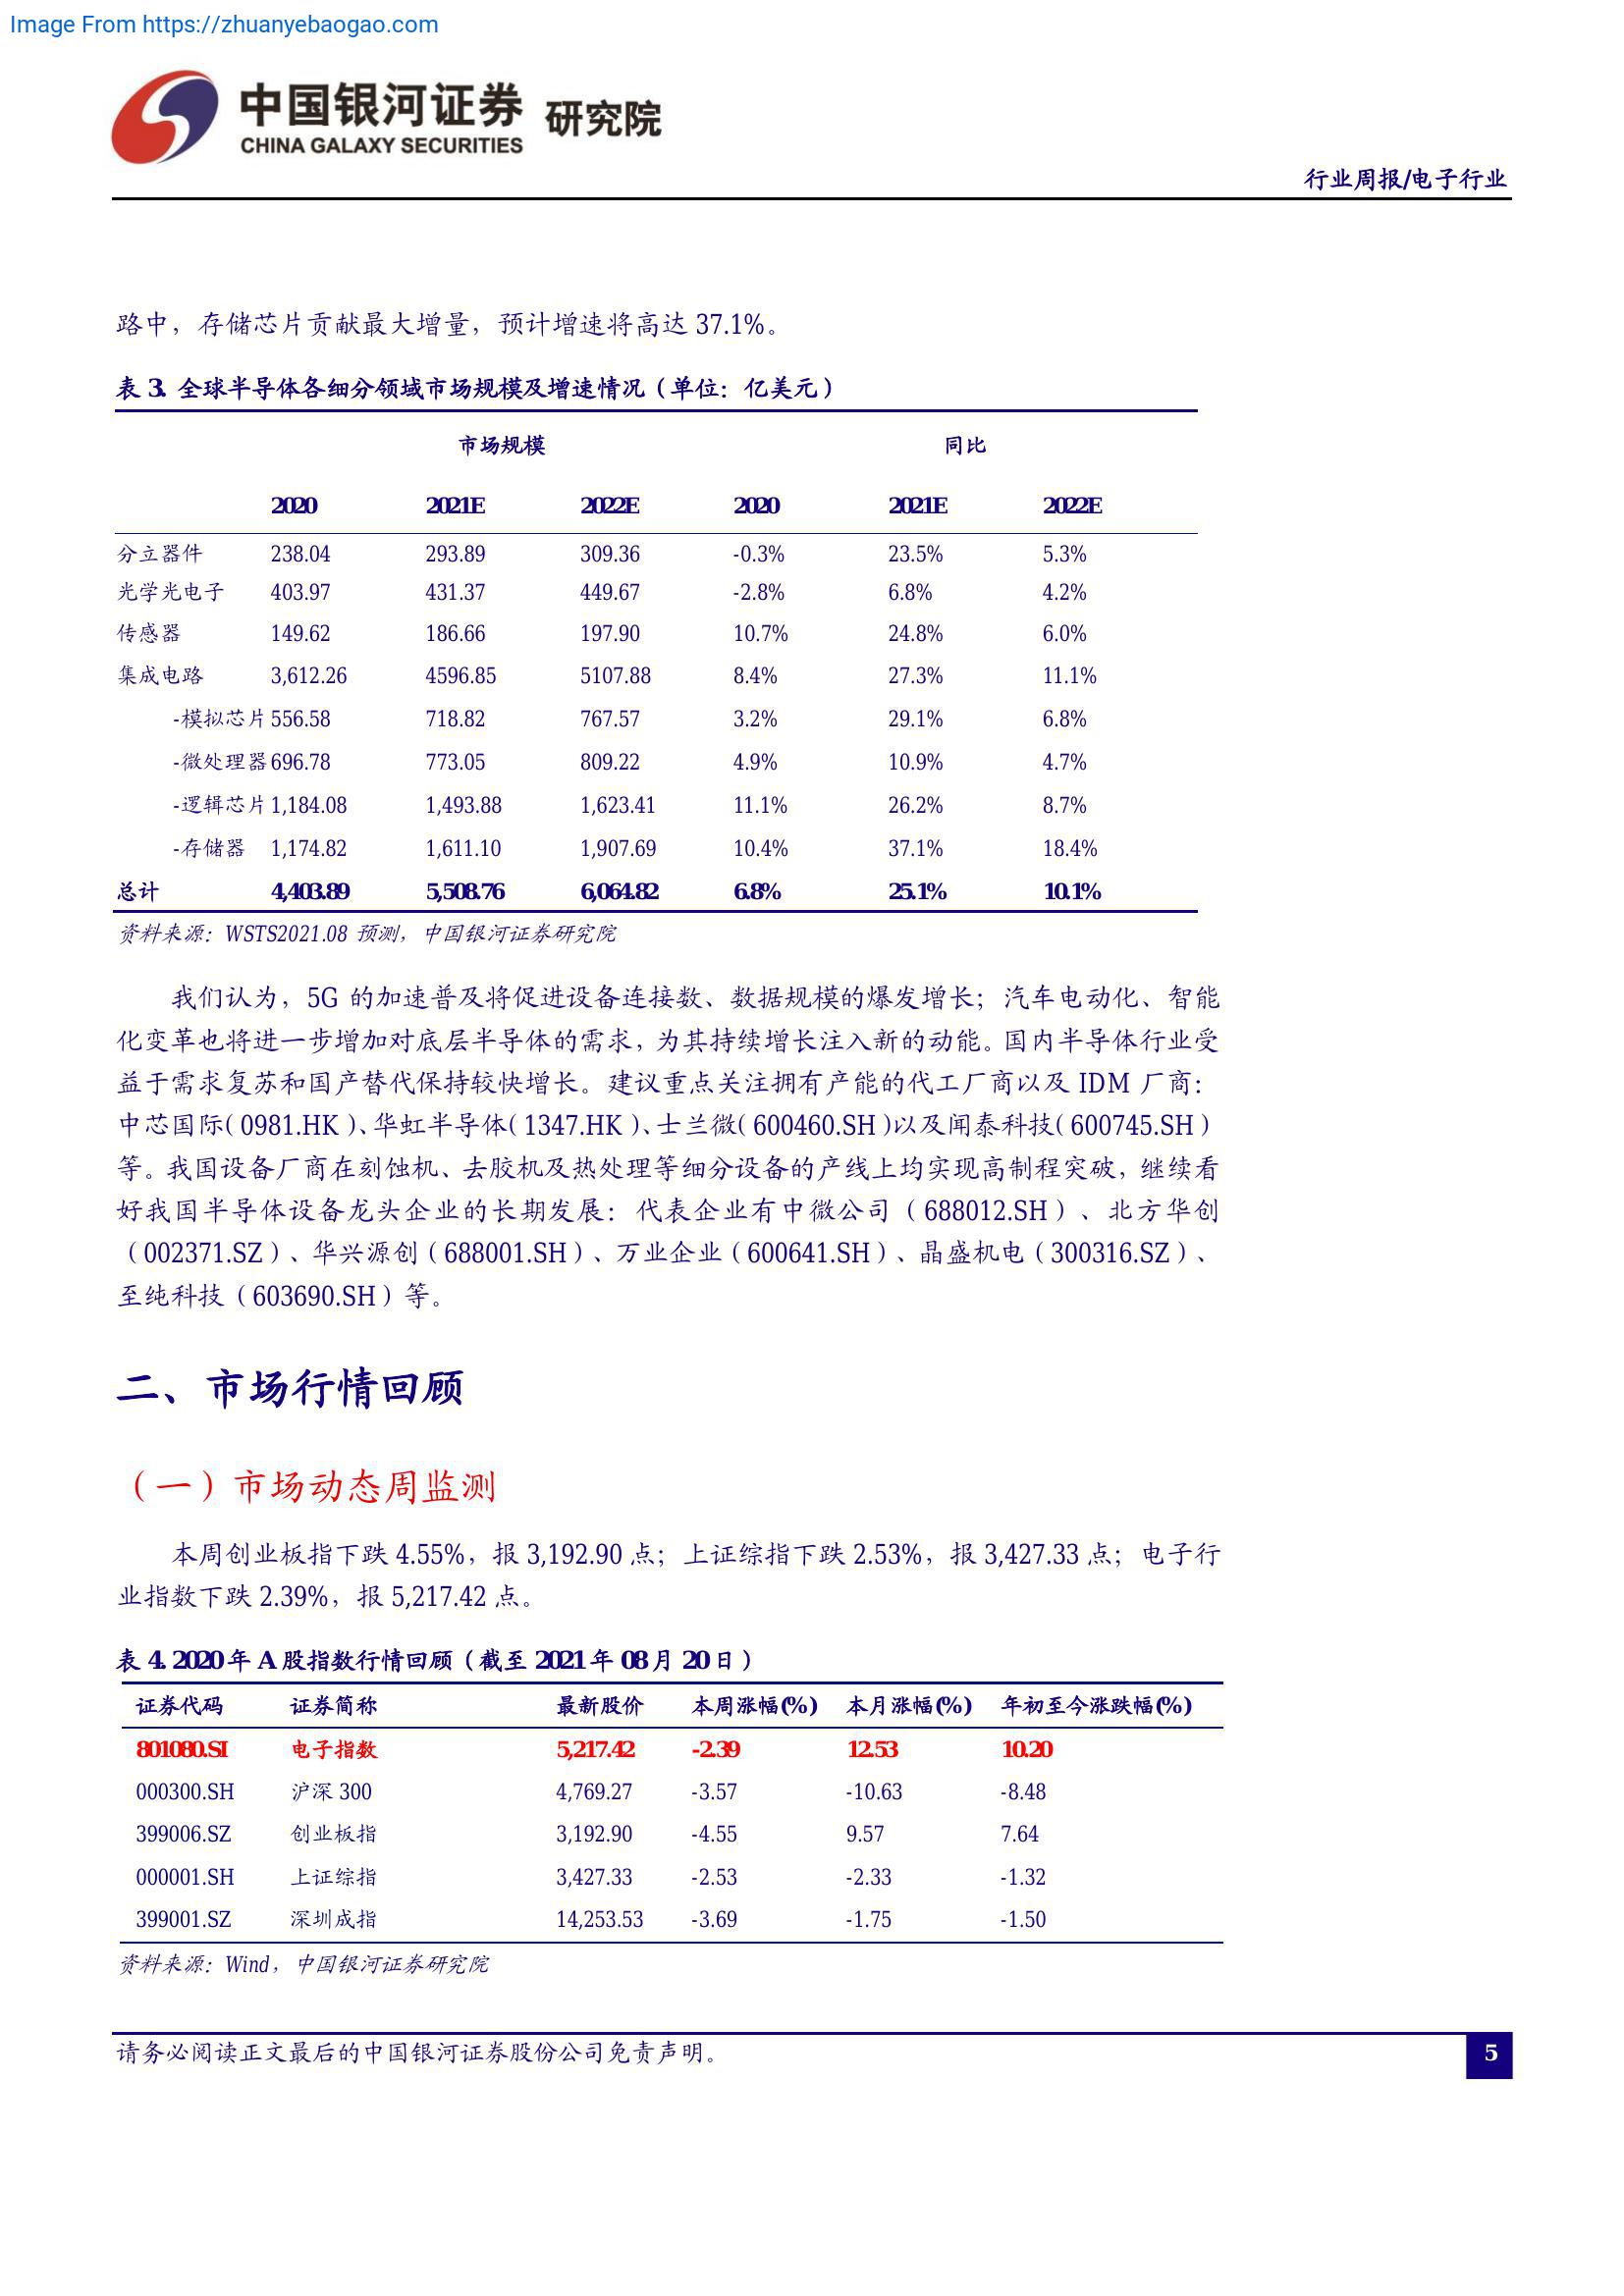 Image From https://zhuanyebaogao.com
中国银河证券 研究院
CHINA GALAXY SECURITIES
行业周报/电子行业
路中，存储芯片贡献最大增量，预计增速将高达 37.1%。
表 3. 全球半导体各细分领域市场规模及增速情况（单位：亿美元）
市场规模 同比
2020 2021E 2022E 2020 2021E 2022E
分立器件 238.04 293.89 309.36 -0.3% 23.5% 5.3%
光学光电子 403.97 431.37 449.67 -2.8% 6.8% 4.2%
传感器 149.62 186.66 197.90 10.7% 24.8% 6.0%
集成电路 3,612.26 4596.85 5107.88 8.4% 27.3% 11.1%
-模拟芯片 556.58 718.82 767.57 3.2% 29.1% 6.8%
-微处理器 696.78 773.05 809.22 4.9% 10.9% 4.7%
-逻辑芯片 1,184.08 1,493.88 1,623.41 11.1% 26.2% 8.7%
-存储器 1,174.82 1,611.10 1,907.69 10.4% 37.1% 18.4%
总计 4,403.89 5,508.76 6,064.82 6.8% 25.1% 10.1%
资料来源：WSTS2021.08 预测，中国银河证券研究院
我们认为，5G 的加速普及将促进设备连接数、数据规模的爆发增长；汽车电动化、智能
化变革也将进一步增加对底层半导体的需求，为其持续增长注入新的动能。国内半导体行业受
益于需求复苏和国产替代保持较快增长。建议重点关注拥有产能的代工厂商以及 IDM 厂商：
中芯国际（0981.HK）、华虹半导体（1347.HK）、士兰微（600460.SH）以及闻泰科技（600745.SH）
等。我国设备厂商在刻蚀机、去胶机及热处理等细分设备的产线上均实现高制程突破，继续看
好我国半导体设备龙头企业的长期发展：代表企业有中微公司（688012.SH）、北方华创
（002371.SZ）、华兴源创（688001.SH）、万业企业（600641.SH）、晶盛机电（300316.SZ）、
至纯科技（603690.SH）等。
二、市场行情回顾
（一）市场动态周监测
本周创业板指下跌 4.55%，报 3,192.90 点；上证综指下跌 2.53%，报 3,427.33 点；电子行
业指数下跌 2.39%，报 5,217.42 点。
表 4. 2020 年 A 股指数行情回顾（截至 2021 年 08 月 20 日）
证券代码 证券简称 最新股价 本周涨幅(%) 本月涨幅(%) 年初至今涨跌幅(%)
801080.SI 电子指数 5,217.42 -2.39 12.53 10.20
000300.SH 沪深 300 4,769.27 -3.57 -10.63 -8.48
399006.SZ 创业板指 3,192.90 -4.55 9.57 7.64
000001.SH 上证综指 3,427.33 -2.53 -2.33 -1.32
399001.SZ 深圳成指 14,253.53 -3.69 -1.75 -1.50
资料来源：Wind，中国银河证券研究院
请务必阅读正文最后的中国银河证券股份公司免责声明。
5